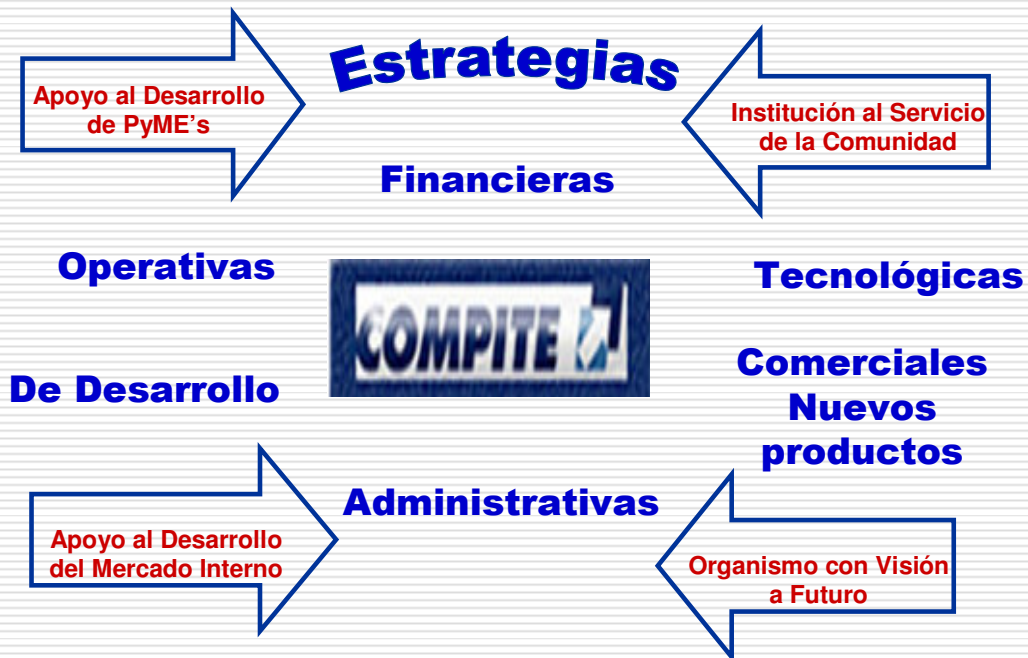 Estrategias
Apoyo al Desarrollo
de PyME's
Institución al Servicio
de la Comunidad
Financieras
Operativas
Tecnológicas
COMPITE
De Desarrollo
Comerciales
Nuevos
productos
Administrativas
Apoyo al Desarrollo
del Mercado Interno
Organismo con Visión
a Futuro